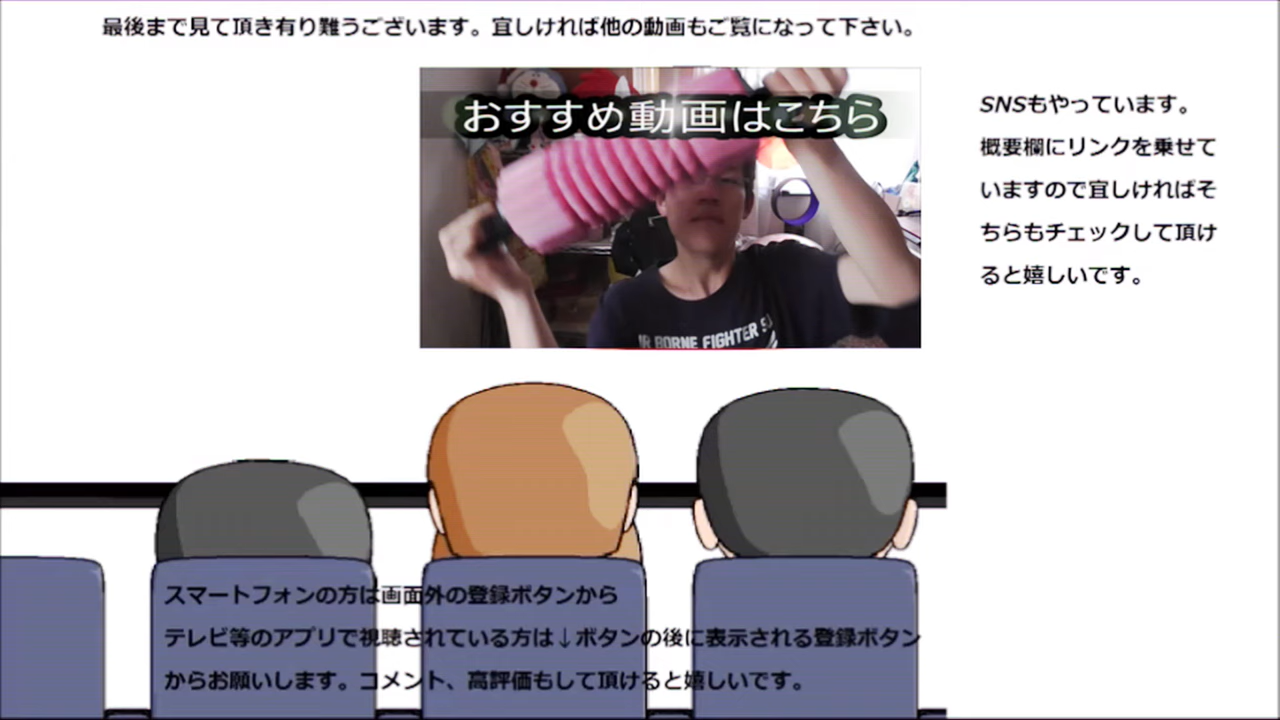 最後まで見て頂き有り難うございます。宜しければ他の動画もご覧になって下さい。
おすすめ動画はこちら
IR BORNE FIGHTER S
SNSもやっています。
概要欄にリンクを乗せて
いますので宜しければそ
ちらもチェックして頂け
ると嬉しいです。
スマートフォンの方は画面外の登録ボタンから
テレビ等のアプリで視聴されている方は↓ボタンの後に表示される登録ボタン
からお願いします。コメント、高評価もして頂けると嬉しいです。